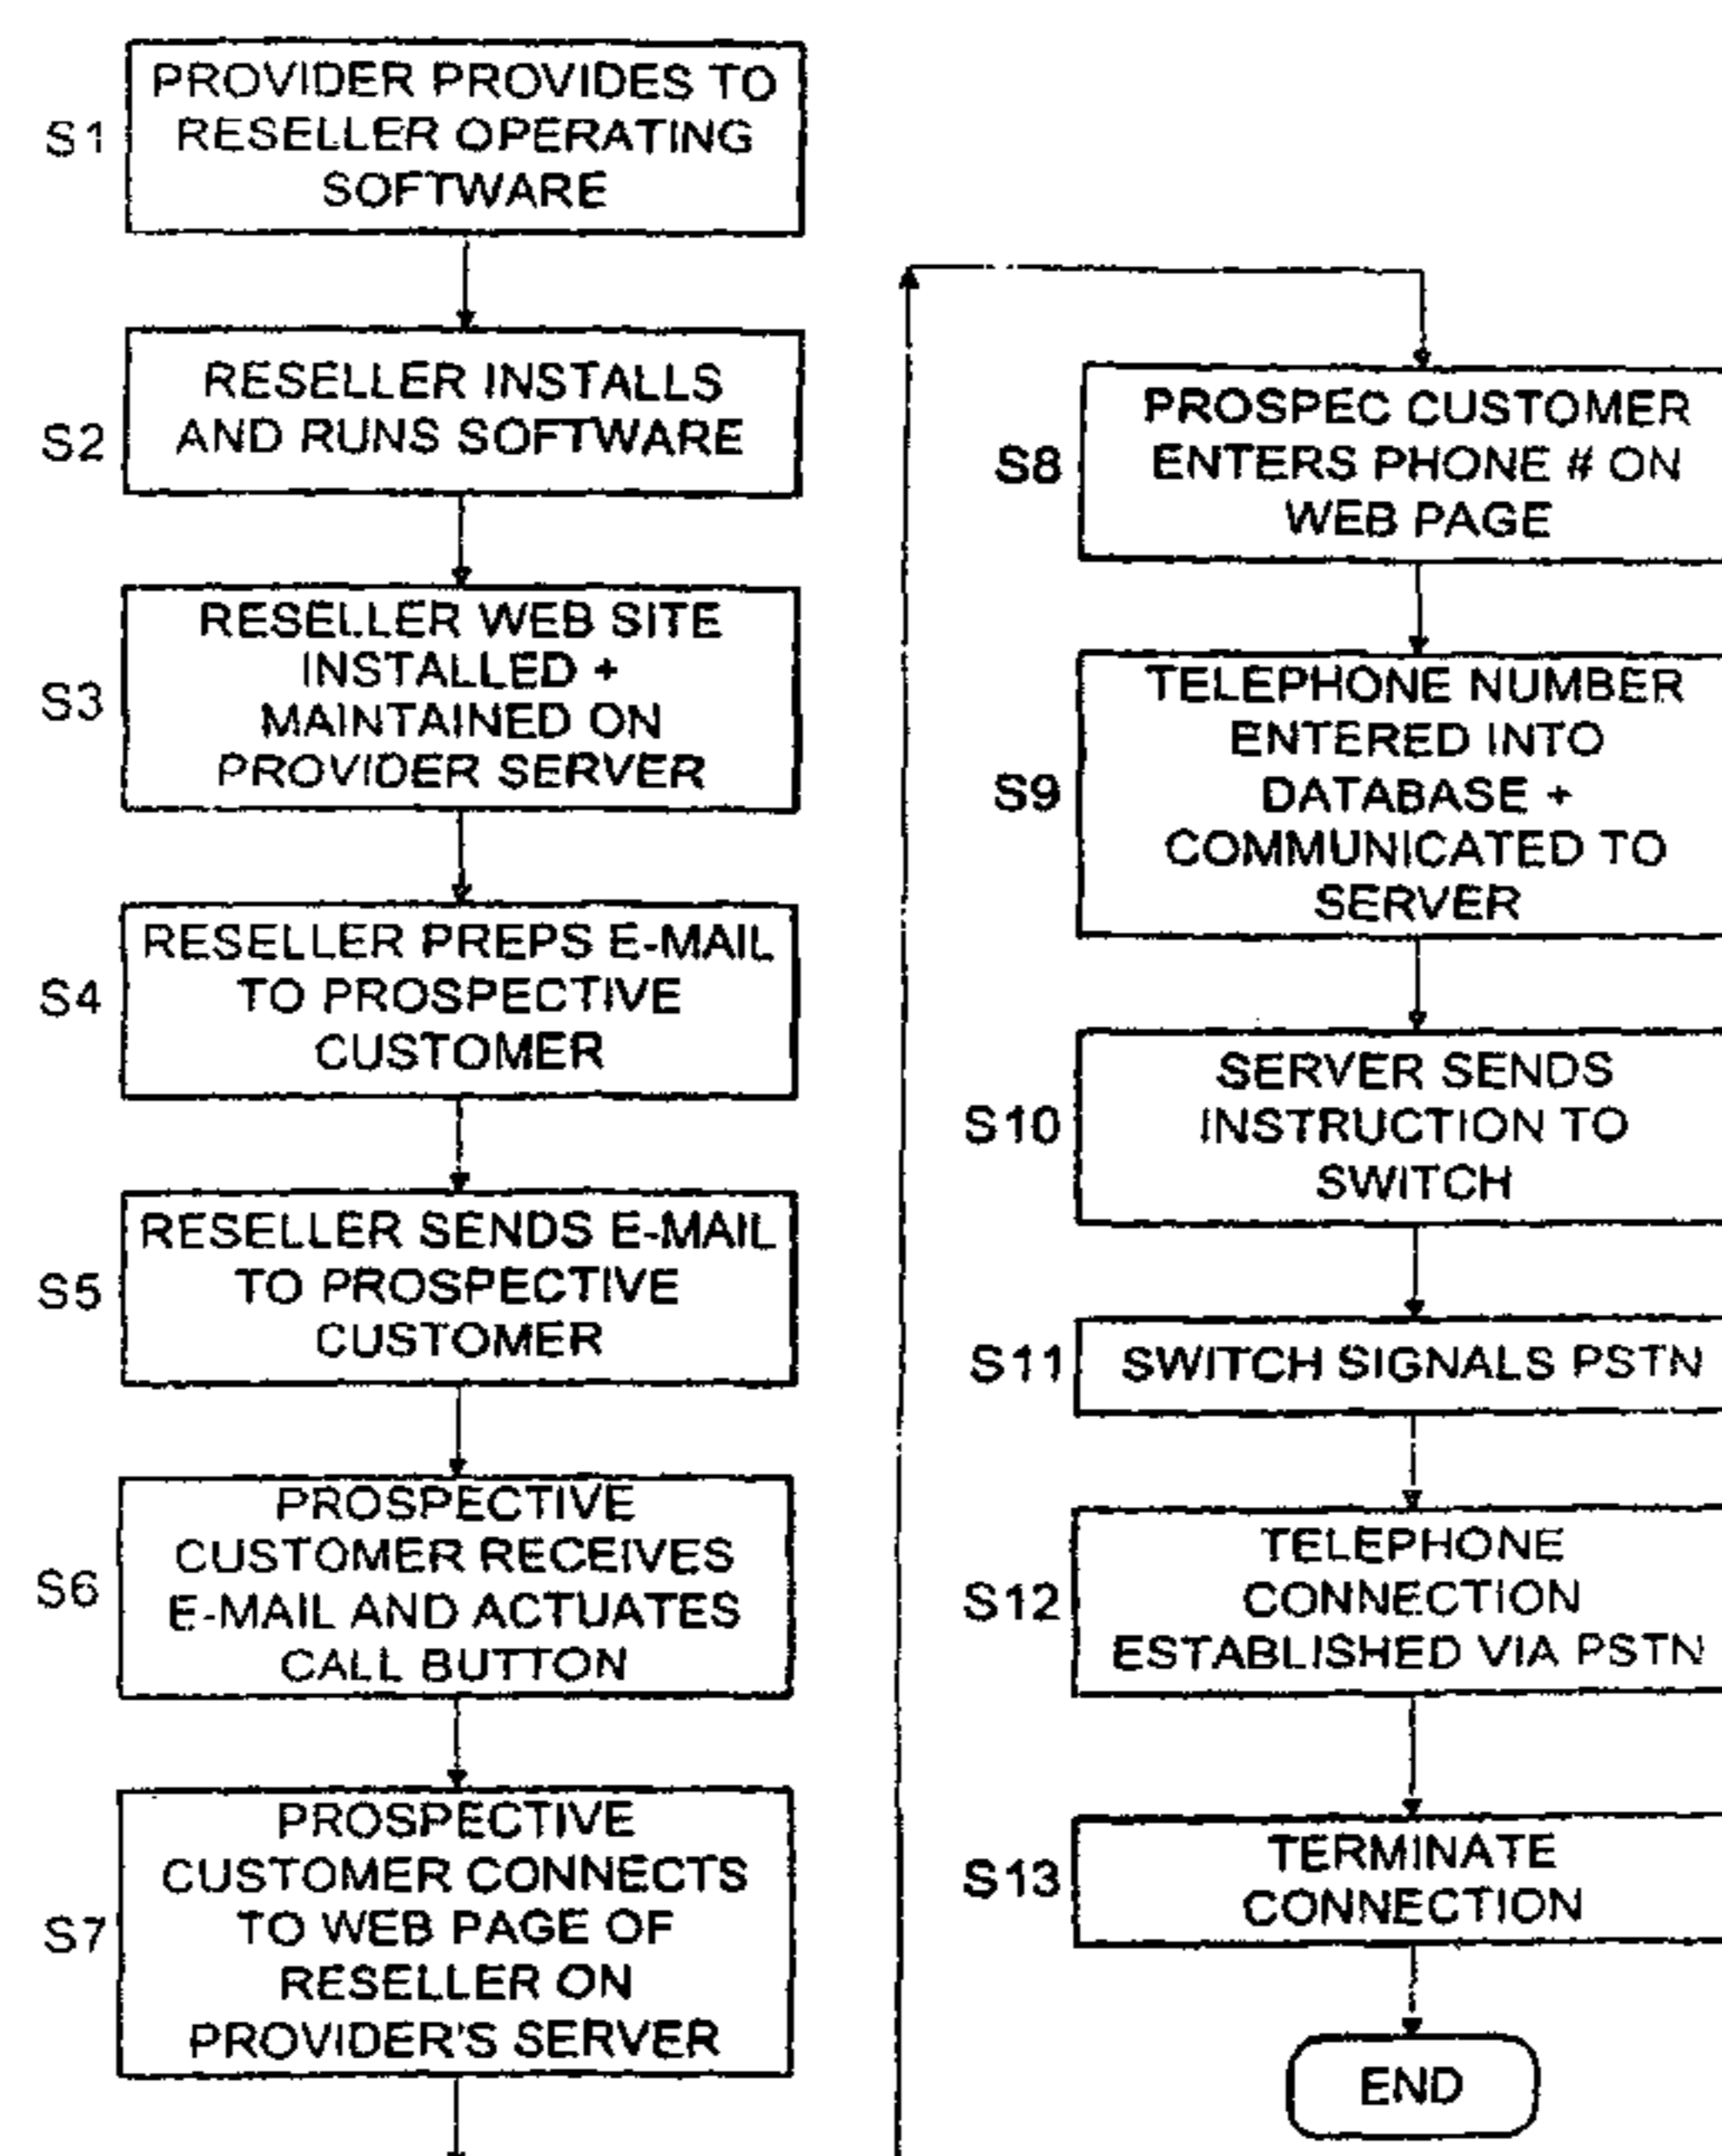 S1
PROVIDER PROVIDES TO
RESELLER OPERATING
SOFTWARE
S2
RESELLER INSTALLS
AND RUNS SOFTWARE
S3
RESELLER WEB SITE
INSTALLED +
MAINTAINED ON
PROVIDER SERVER
S4
RESELLER PREPS E-MAIL
TO PROSPECTIVE
CUSTOMER
S5
RESELLER SENDS E-MAIL
TO PROSPECTIVE
CUSTOMER
S6
PROSPECTIVE
CUSTOMER RECEIVES
E-MAIL AND ACTUATES
CALL BUTTON
S7
PROSPECTIVE
CUSTOMER CONNECTS
TO WEB PAGE OF
RESELLER ON
PROVIDER'S SERVER
S8
PROSPEC CUSTOMER
ENTERS PHONE # ON
WEB PAGE
S9
TELEPHONE NUMBER
ENTERED INTO
DATABASE +
COMMUNICATED TO
SERVER
S10
SERVER SENDS
INSTRUCTION TO
SWITCH
S11
SWITCH SIGNALS PSTN
S12
TELEPHONE
CONNECTION
ESTABLISHED VIA PSTN
S13
TERMINATE
CONNECTION
END